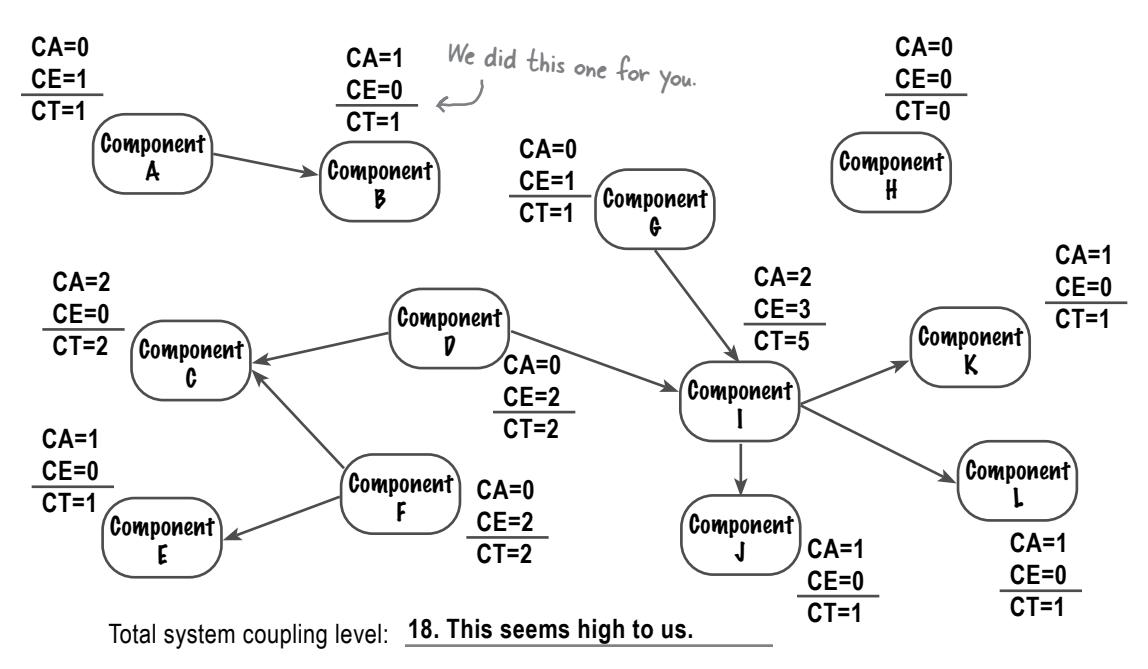 CA=0
CE=1
CT=1
Component
A
CA=1
CE=0
CT=1
Component
B
We did this one for you.
CA=0
CE=1
CT=1
Component
G
CA=0
CE=0
CT=0
Component
H
CA=2
CE=0
CT=2
Component
C
Component
D
CA=0
CE=2
CT=2
CA=2
CE=3
CT=5
Component
I
CA=1
CE=0
CT=1
Component
K
CA=1
CE=0
CT=1
Component
E
Component
F
CA=0
CE=2
CT=2
Component
J
CA=1
CE=0
CT=1
Component
L
CA=1
CE=0
CT=1
Total system coupling level: 18. This seems high to us.